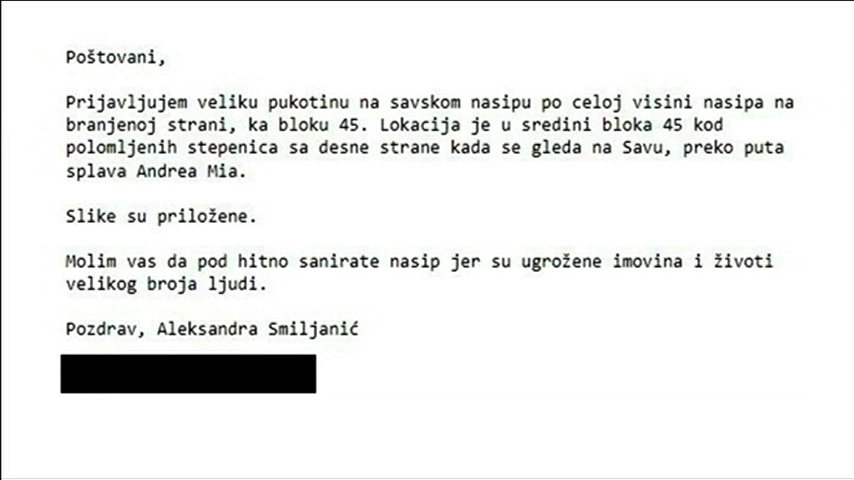 Poštovani,
Prijavljujem veliku pukotinu na savskom nasipu po celoj visini nasipa na
branjenoj strani, ka bloku 45. Lokacija je u sredini bloka 45 kod
polomljenih stepenica sa desne strane kada se gleda na Savu, preko puta
splava Andrea Mia.
Slike su priložene.
Molim vas da pod hitno sanirate nasip jer su ugrožene imovina i životi
velikog broja ljudi.
Pozdrav, Aleksandra Smiljanić